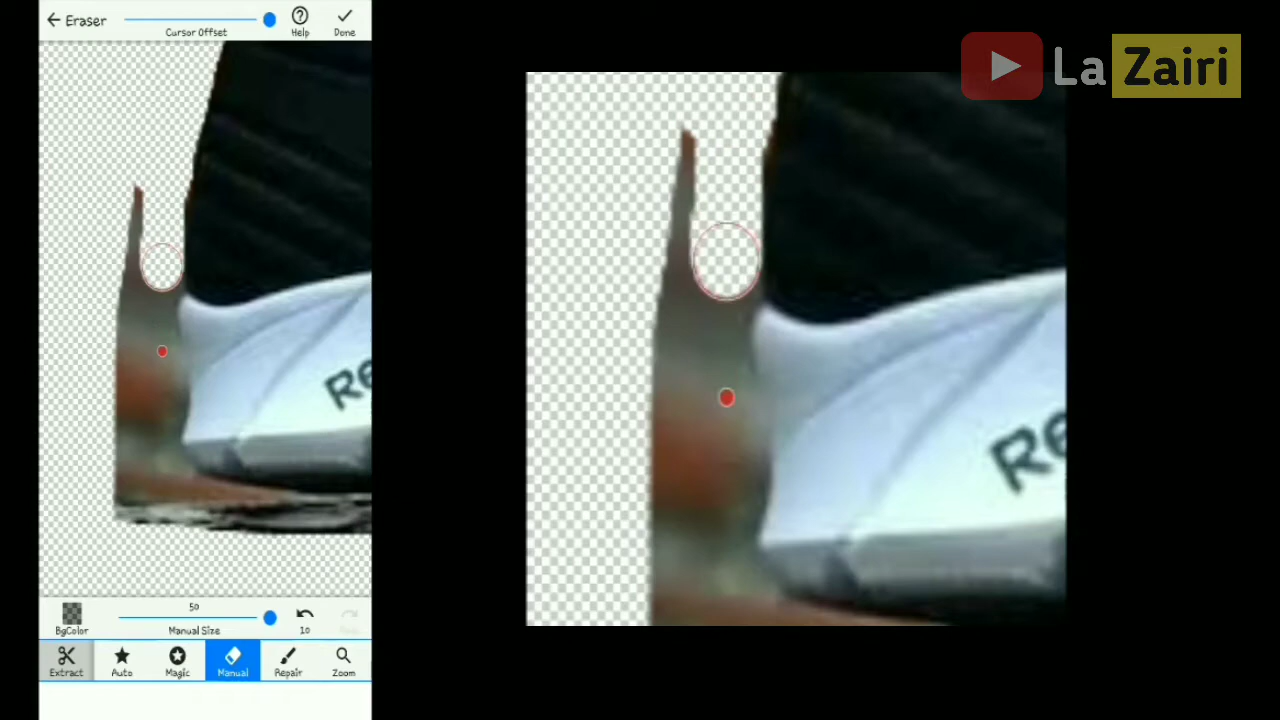 Eraser
Cursor Offset
Help
Done
La Zairi
Re
Re
50
BgColor
Manual Size
10
Extract
Auto
Magic
Manual
Repair
Zoom